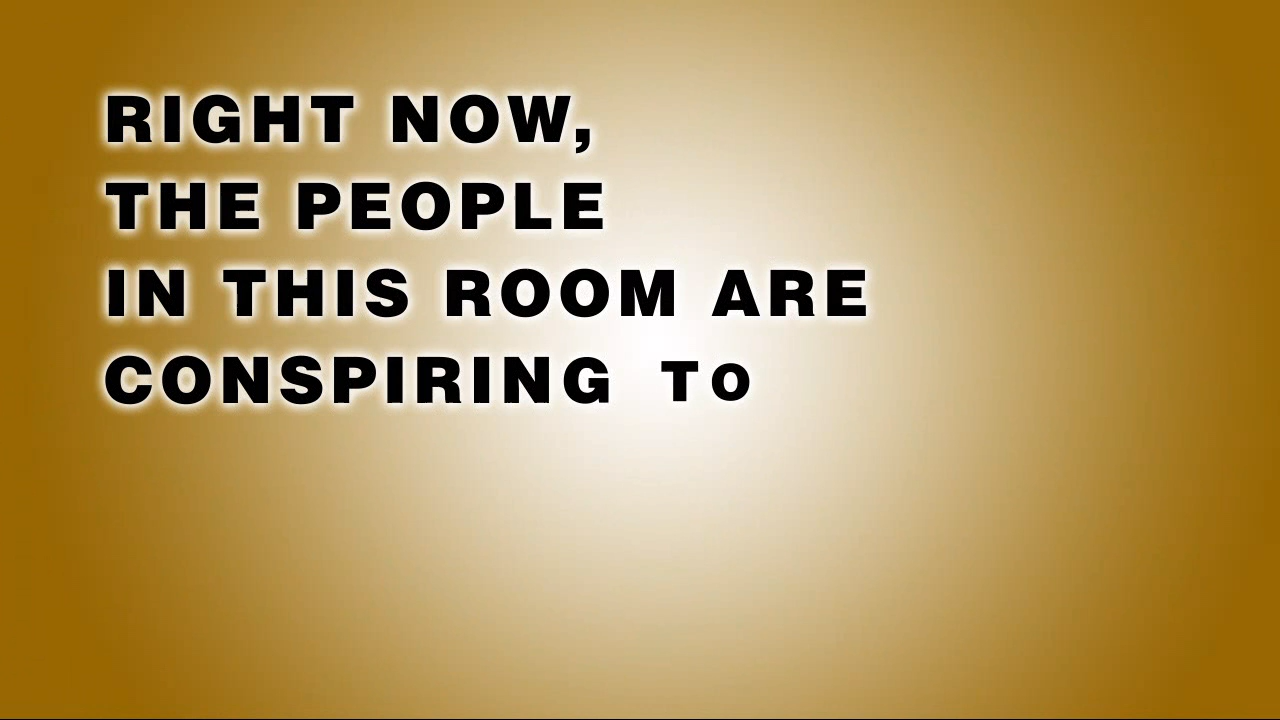 RIGHT NOW,
THE PEOPLE
IN THIS ROOM ARE
CONSPIRING TO